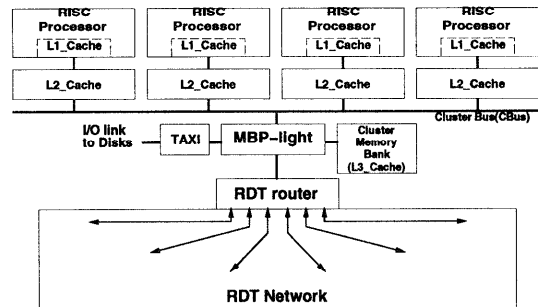 RISC Processor
L1_Cache
RISC Processor
L1_Cache
RISC Processor
L1_Cache
RISC Processor
L1_Cache
L2_Cache
L2_Cache
L2_Cache
L2_Cache
Cluster Bus(CBus)
I/O link
to Disks
TAXI
MBP-light
Cluster
Memory
Bank
(L3_Cache)
RDT router
RDT Network